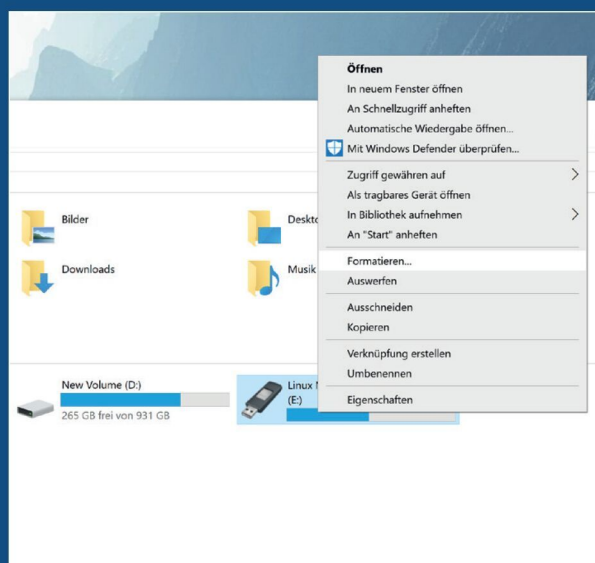 Öffnen
In neuem Fenster öffnen
An Schnellzugriff anheften
Automatische Wiedergabe öffnen...
Mit Windows Defender überprüfen...
Zugriff gewähren auf
Als tragbares Gerät öffnen
In Bibliothek aufnehmen
An "Start" anheften
Formatieren...
Auswerfen
Ausschneiden
Kopieren
Verknüpfung erstellen
Umbenennen
Eigenschaften
Bilder
Downloads
Musik
New Volume (D:)
265 GB frei von 931 GB
Linux
(E:)